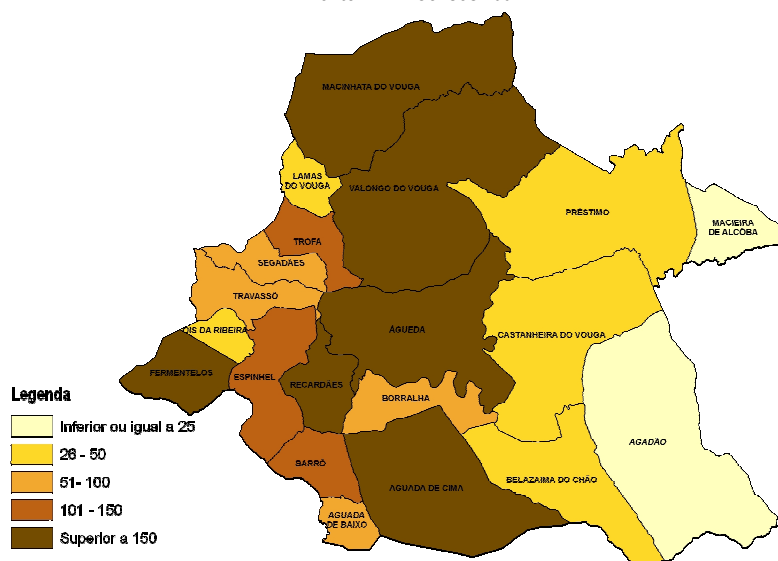 MACINHATA DO VOUGA
LAMAS
DO VOUGA
VALONGO DO VOUGA
PRÉSTIMO
MACIEIRA
DE ALCÔBA
TROFA
SEGADÃES
TRAVASSÔ
ÓIS DA RIBEIRA
ÁGUEDA
CASTANHEIRA DO VOUGA
FERMENTELOS
ESPINHEL
RECARDÃES
BORRALHA
AGADÃO
BARRÔ
AGUADA DE CIMA
BELAZAIMA DO CHÃO
AGUADA
DE BAIXO
Legenda
Inferior ou igual a 25
26 - 50
51- 100
101 - 150
Superior a 150